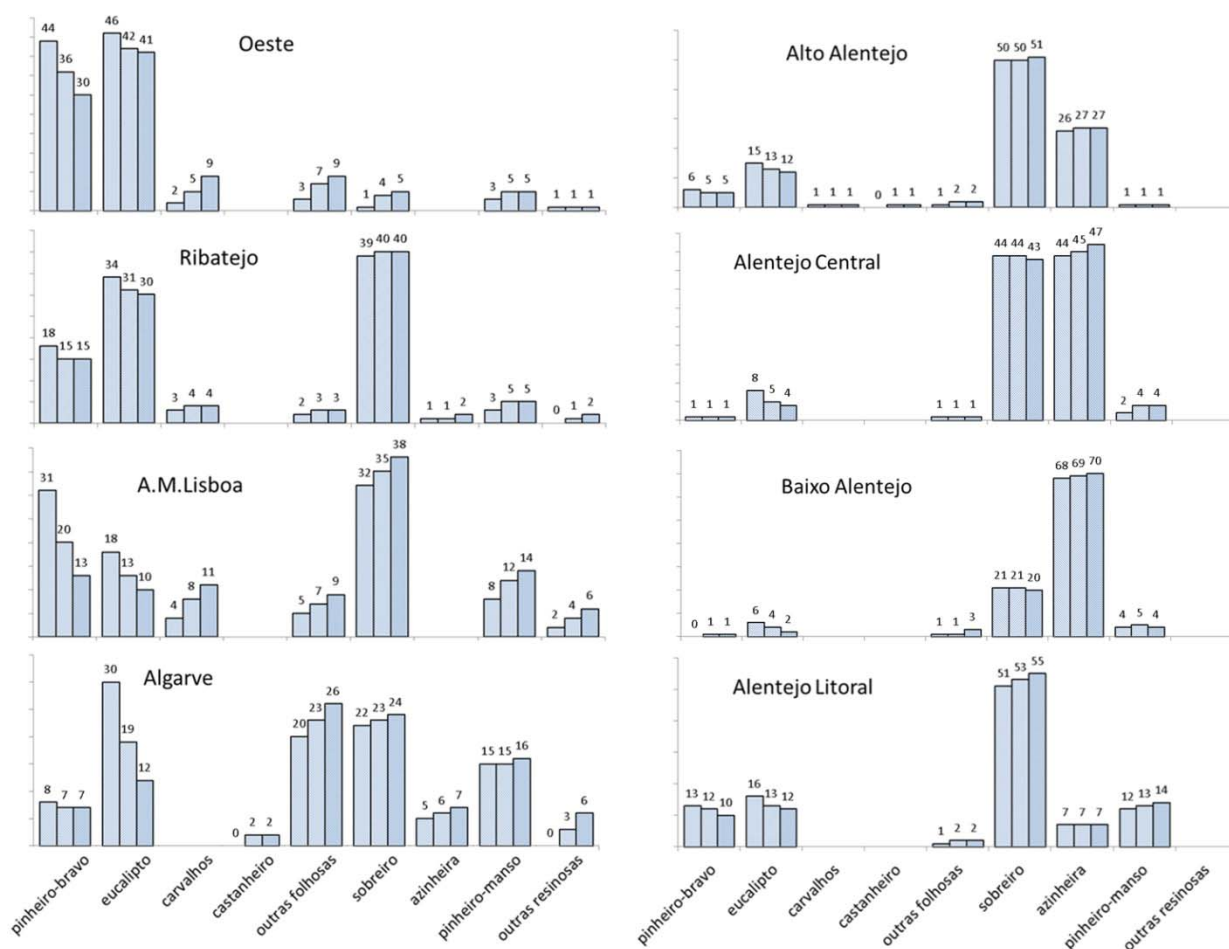 Oeste
44 36 30 46 42 41 2 5 9 3 7 9 1 4 5 3 5 5 1 1 1
Ribatejo
18 15 15 34 31 30 3 4 4 2 3 3 39 40 40 1 1 2 3 5 5 0 1 2
A.M.Lisboa
31 20 13 18 13 10 4 8 11 5 7 9 32 35 38 8 12 14 2 4 6
Algarve
8 7 7 30 19 12 0 2 2 20 23 26 22 23 24 5 6 7 15 15 16 0 3 6
pinheiro-bravo
eucalipto
carvalhos
castanheiro
outras folhosas
sobreiro
azinheira
pinheiro-manso
outras resinosas
Alto Alentejo
6 5 5 15 13 12 1 1 1 0 1 1 1 2 2 50 50 51 26 27 27 1 1 1
Alentejo Central
1 1 1 8 5 4 1 1 1 44 44 43 44 45 47 2 4 4
Baixo Alentejo
0 1 1 6 4 2 1 1 3 21 21 20 68 69 70 4 5 4
Alentejo Litoral
13 12 10 16 13 12 1 2 2 51 53 55 7 7 7 12 13 14
pinheiro-bravo
eucalipto
carvalhos
castanheiro
outras folhosas
sobreiro
azinheira
pinheiro-manso
outras resinosas